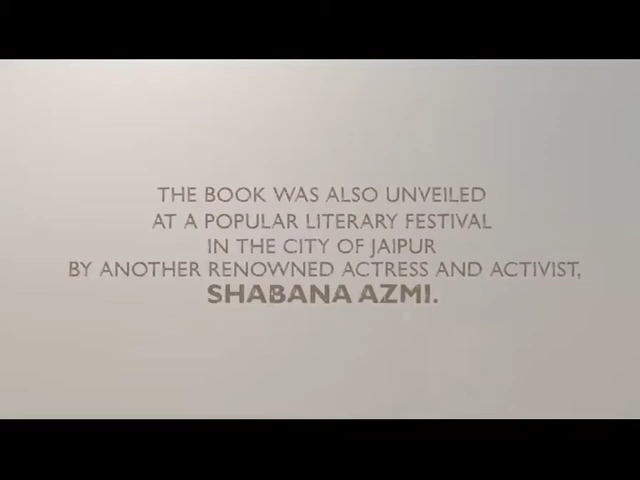 THE BOOK WAS ALSO UNVEILED
AT A POPULAR LITERARY FESTIVAL
IN THE CITY OF JAIPUR
BY ANOTHER RENOWNED ACTRESS AND ACTIVIST,
SHABANA AZMI.